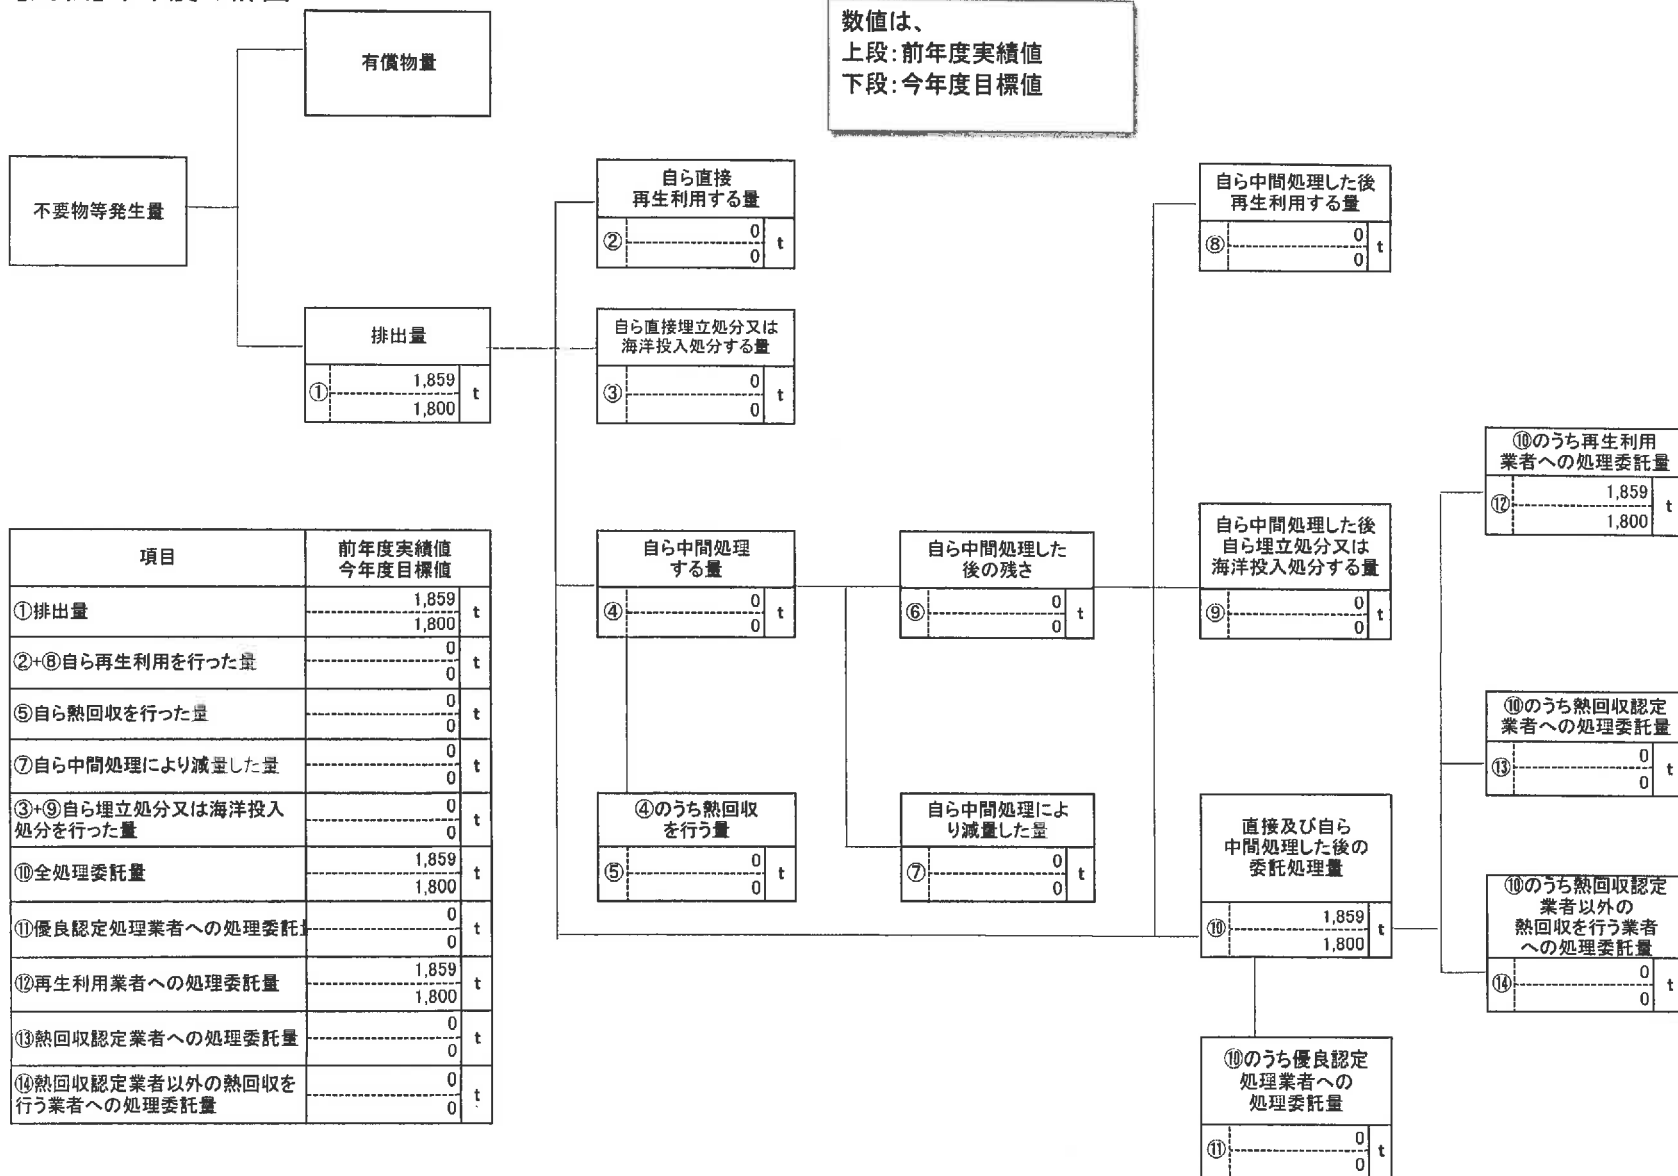 数値は、
上段:前年度実績値
下段:今年度目標値
有償物量
不要物等発生量
排出量
① 1,859 t
1,800
自ら直接
再生利用する量
② 0 t
0
自ら直接埋立処分又は
海洋投入処分する量
③ 0 t
0
自ら中間処理した後
再生利用する量
⑧ 0 t
0
自ら中間処理
する量
④ 0 t
0
自ら中間処理した
後の残さ
⑥ 0 t
0
自ら中間処理した後
自ら埋立処分又は
海洋投入処分する量
⑨ 0 t
0
④のうち熱回収
を行う量
⑤ 0 t
0
自ら中間処理によ
り減量した量
⑦ 0 t
0
直接及び自ら
中間処理した後の
委託処理量
⑩ 1,859 t
1,800
⑩のうち優良認定
処理業者への
処理委託量
⑪ 0 t
0
⑩のうち再生利用
業者への処理委託量
⑫ 1,859 t
1,800
⑩のうち熱回収認定
業者への処理委託量
⑬ 0 t
0
⑩のうち熱回収認定
業者以外の
熱回収を行う業者
への処理委託量
⑭ 0 t
0
項目 前年度実績値
今年度目標値
①排出量 1,859 t
1,800
②+⑧自ら再生利用を行った量 0 t
0
⑤自ら熱回収を行った量 0 t
0
⑦自ら中間処理により減量した量 0 t
0
③+⑨自ら埋立処分又は海洋投入
処分を行った量 0 t
0
⑩全処理委託量 1,859 t
1,800
⑪優良認定処理業者への処理委託 0 t
0
⑫再生利用業者への処理委託量 1,859 t
1,800
⑬熱回収認定業者への処理委託量 0 t
0
⑭熱回収認定業者以外の熱回収を
行う業者への処理委託量 0 t
0